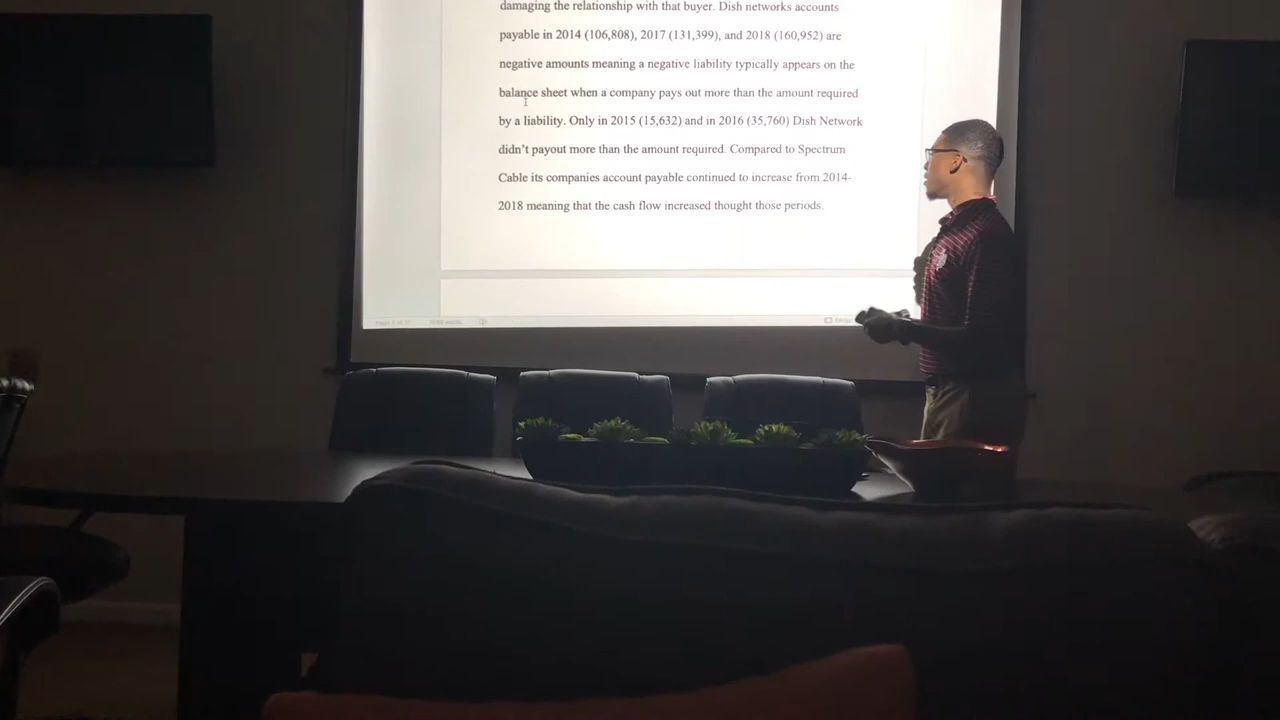 damaging the relationship with that buyer. Dish networks accounts
payable in 2014 (106,808), 2017 (131,399), and 2018 (160,952) are
negative amounts meaning a negative liability typically appears on the
balance sheet when a company pays out more than the amount required
by a liability. Only in 2015 (15,632) and in 2016 (35,760) Dish Network
didn't payout more than the amount required. Compared to Spectrum
Cable its companies account payable continued to increase from 2014-
2018 meaning that the cash flow increased thought those periods.